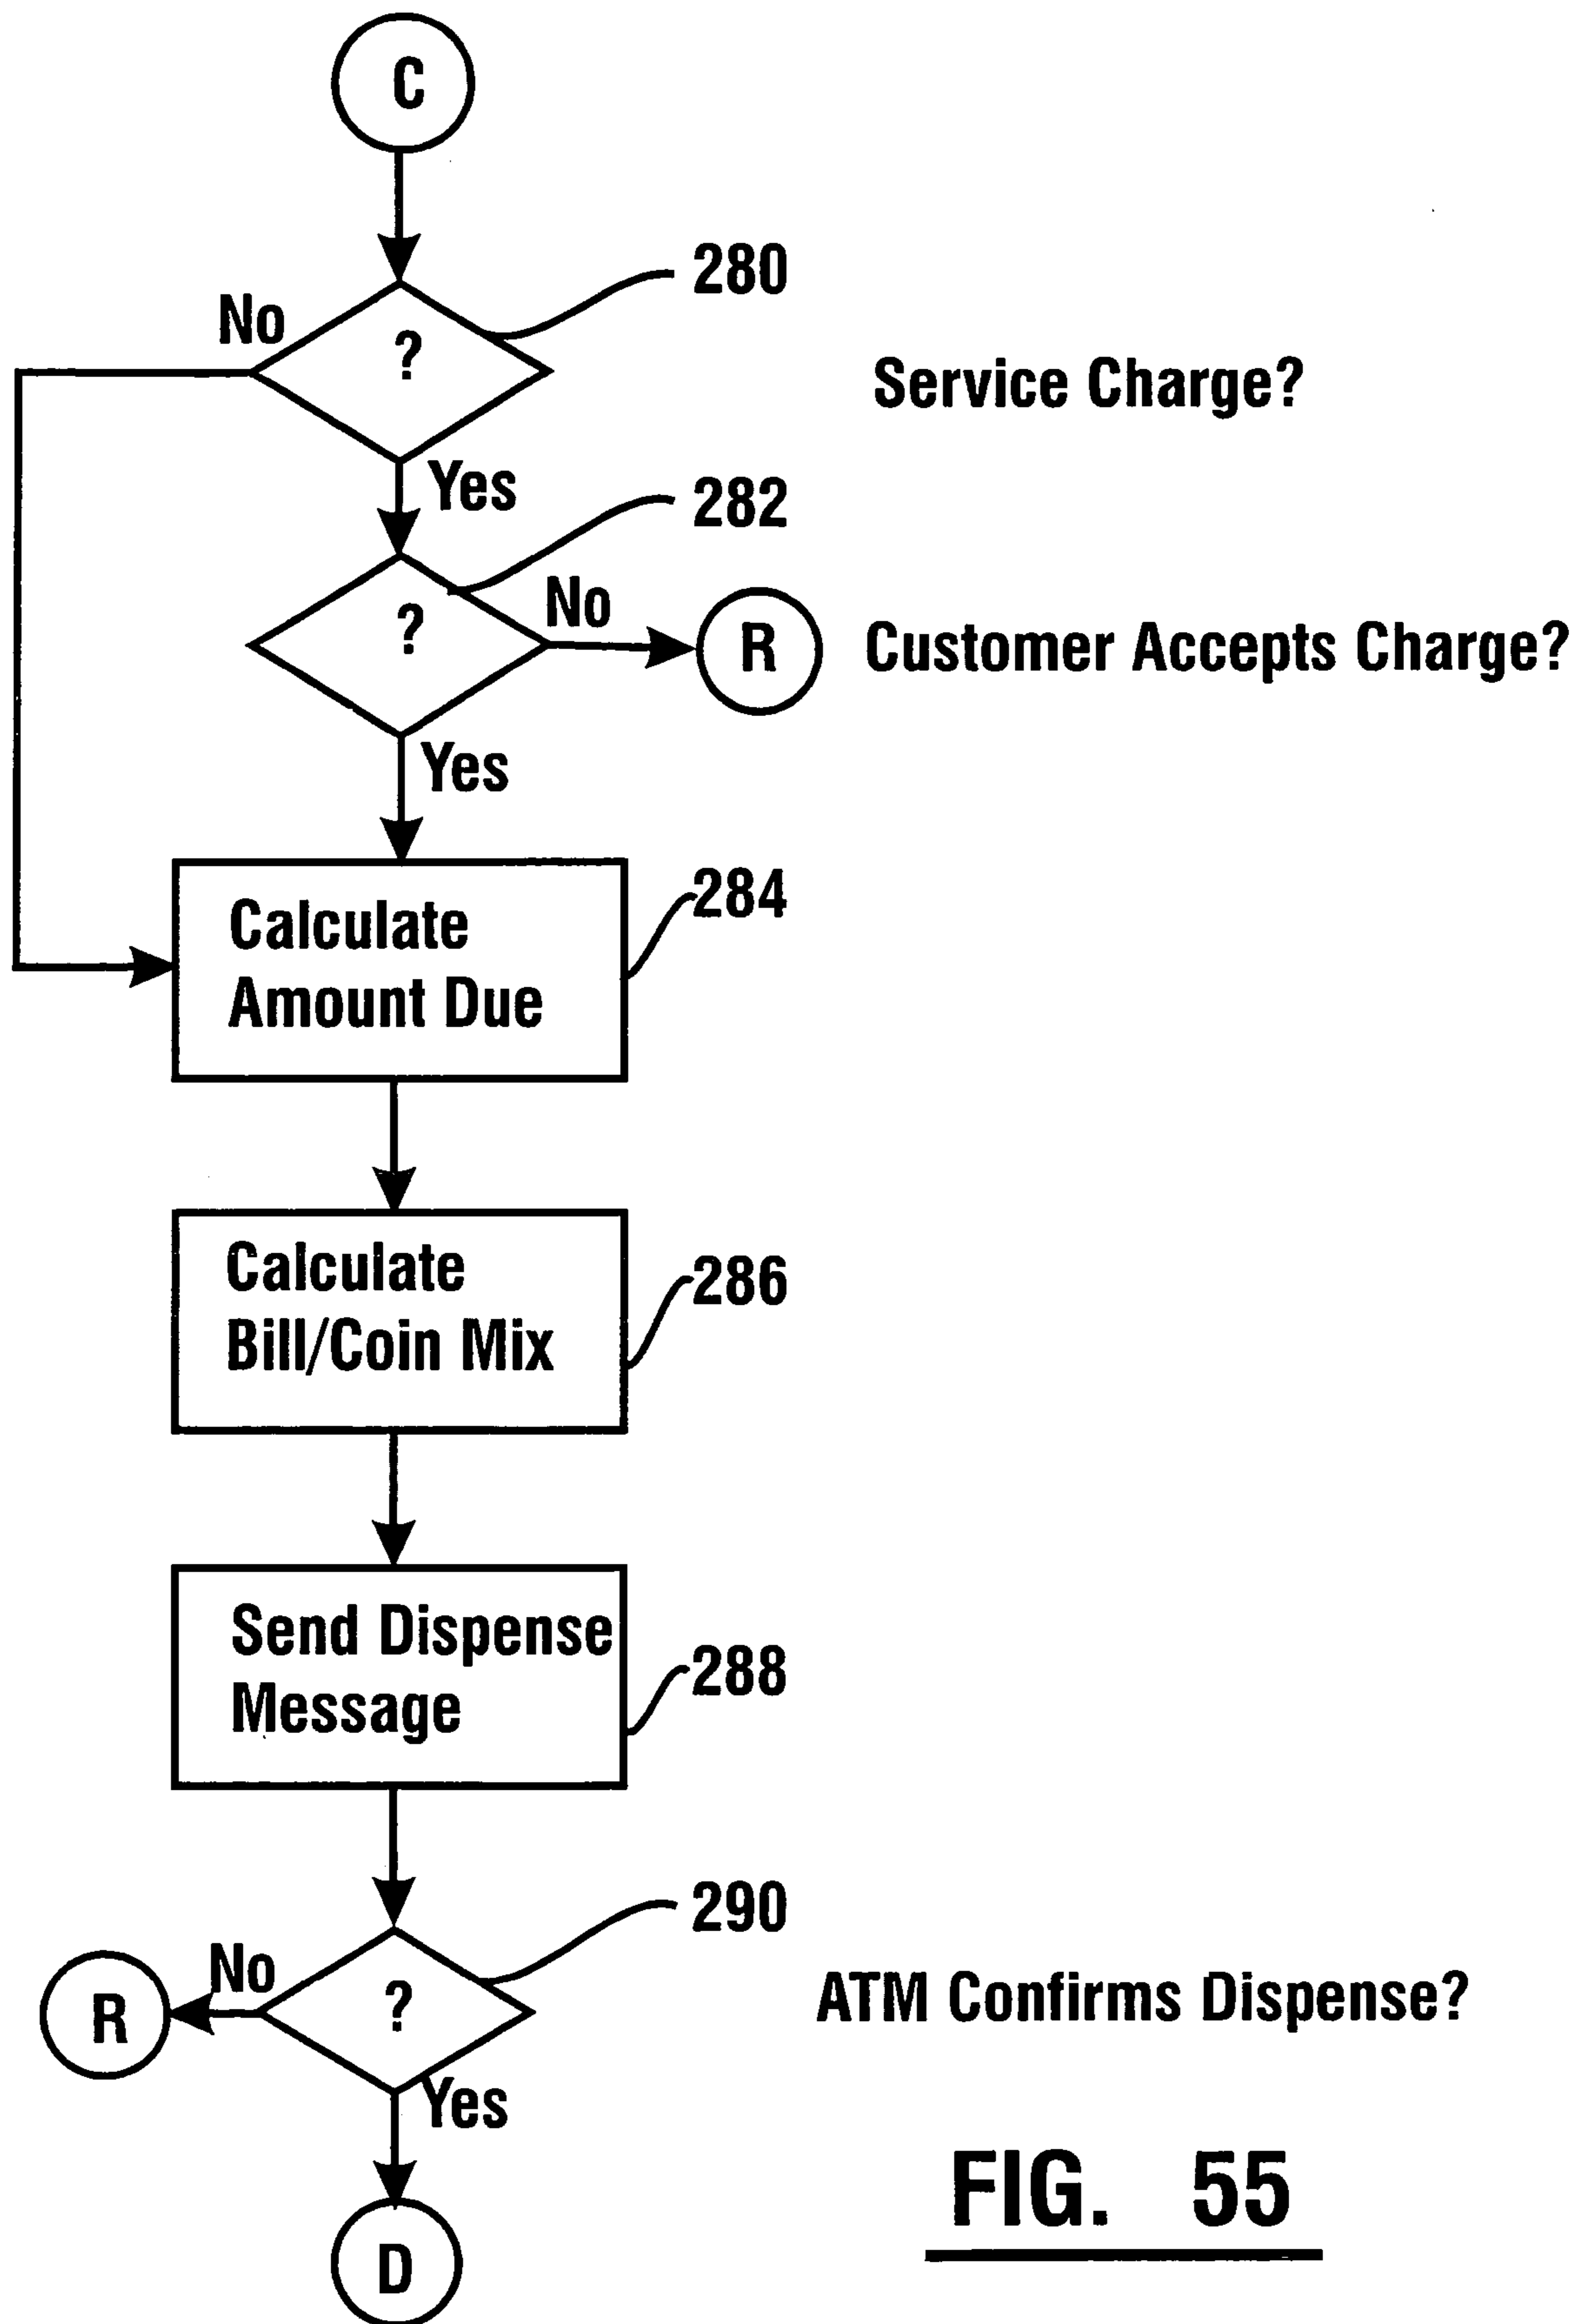 C
280
No
?
Service Charge?
Yes
282
No
?
R
Customer Accepts Charge?
Yes
284
Calculate
Amount Due
Calculate
286
Bill/Coin Mix
Send Dispense
288
Message
290
No
R
?
ATM Confirms Dispense?
Yes
FIG. 55
D